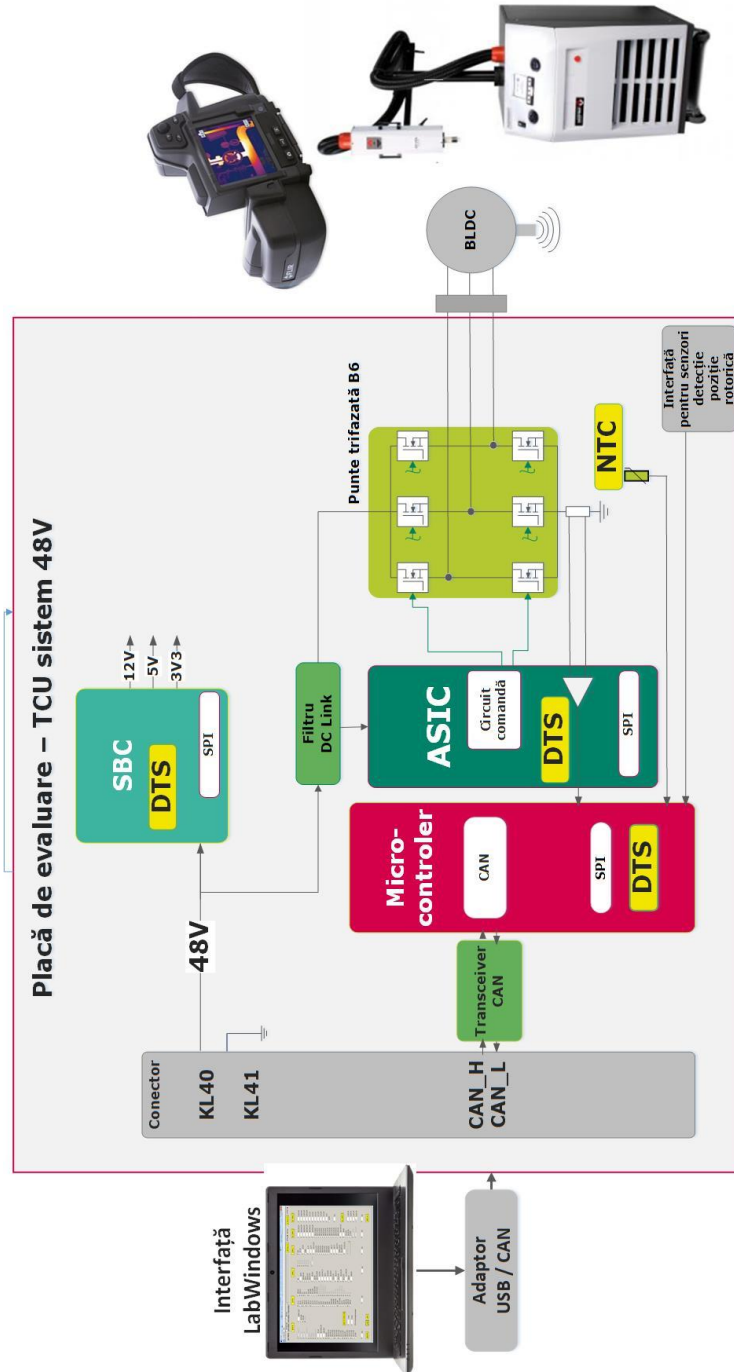 Placă de evaluare – TCU sistem 48V
Interfață
LabWindows
Adaptor
USB / CAN
Conector
KL40
KL41
CAN_H
CAN_L
48V
SBC
DTS
SPI
12V
5V
3V3
Filtru
DC Link
Transceiver
CAN
Micro-
controler
CAN
SPI
DTS
ASIC
Circuit
comandă
DTS
SPI
Punte trifazată B6
NTC
Interfață
pentru senzori
detecție
poziție
rotorică
BLDC
FLIR